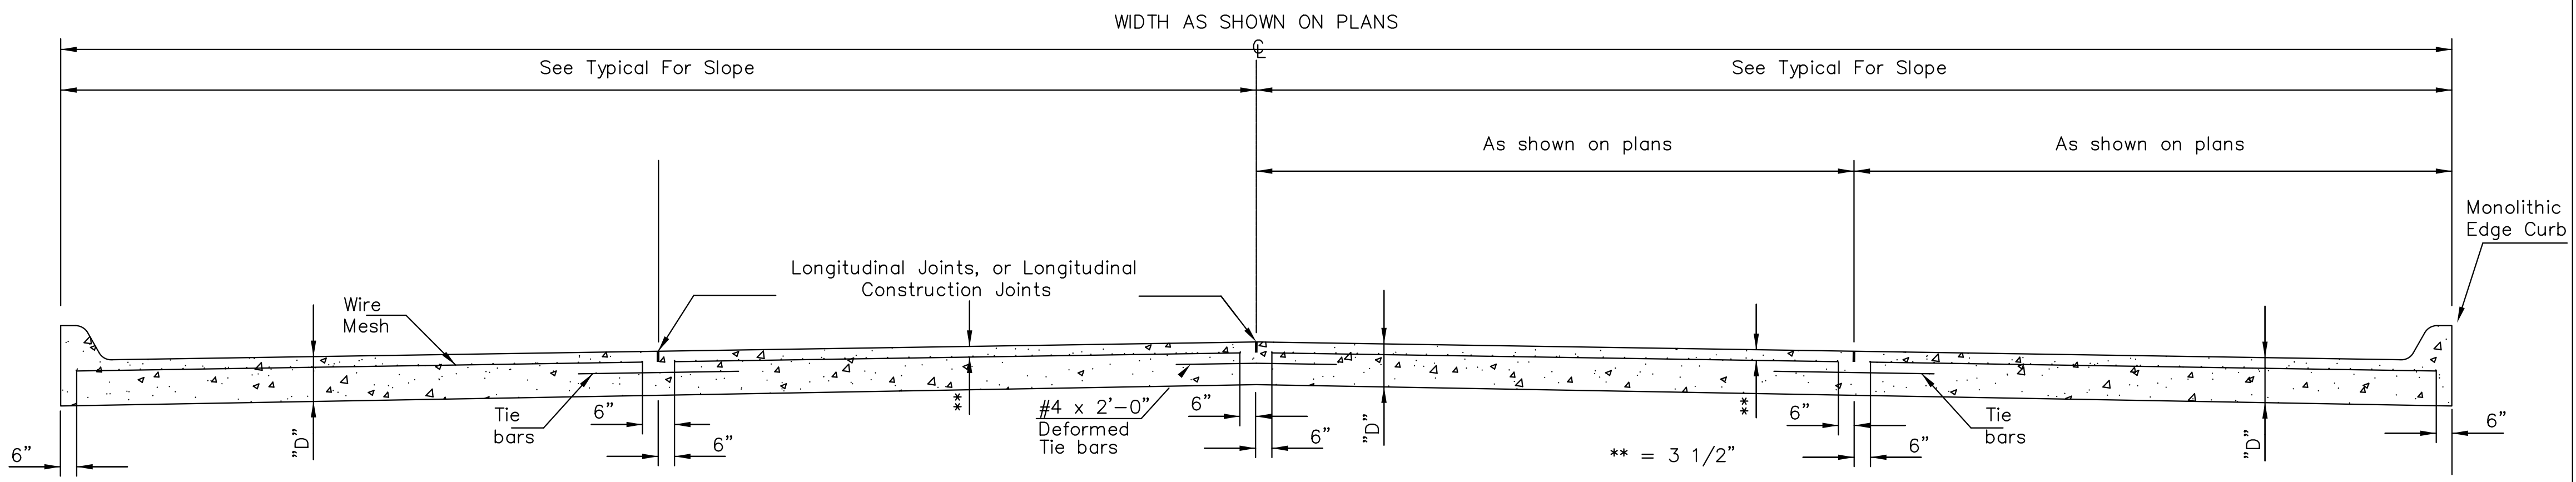 WIDTH AS SHOWN ON PLANS
℄
See Typical For Slope
See Typical For Slope
As shown on plans
As shown on plans
Monolithic
Edge Curb
Longitudinal Joints, or Longitudinal
Construction Joints
Wire
Mesh
Tie
bars
6"
6"
**
#4 x 2'-0"
Deformed
Tie bars
6"
6"
"D"
**
** = 3 1/2"
6"
6"
Tie
bars
"D"
6"
"D"
6"